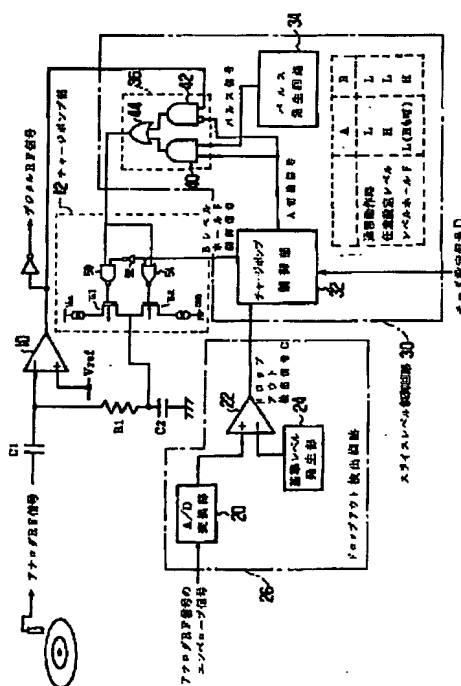 アナログRF信号
C1
10
Vref
R1
C2
デジタルRF信号
12 チャージポンプ部
50
52
54
Bレベル
ホールド
制御信号
36
44
42
40
パルス信号
A切換信号
34
パルス
発生回路
チャージポンプ
制御部
32
A
B
通常動作時
L
L
任意設定レベル
H
L
レベルホールド
L(Hも可)
H
スライスレベル制御回路 30
ドロップ
アウト
検出信号C
22
24
基準レベル
発生部
20
A/D
変換部
26
ドロップアウト検出回路
アナログRF信号の
エンベロープ信号